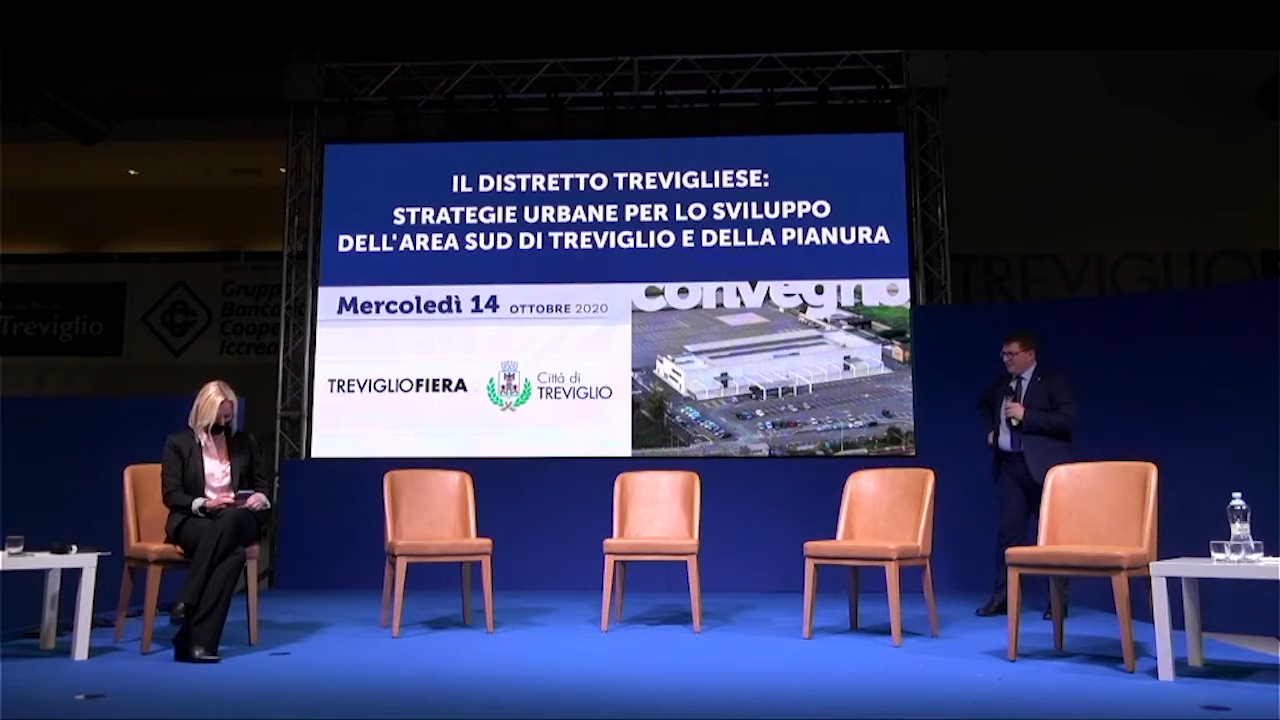 IL DISTRETTO TREVIGLIESE:
STRATEGIE URBANE PER LO SVILUPPO
DELL'AREA SUD DI TREVIGLIO E DELLA PIANURA
Mercoledì 14 OTTOBRE 2020
convegno
TREVIGLIOFIERA
Città di
TREVIGLIO
Treviglio
Grupp
Banca
Coope
Iccrea
TREVIGLIO